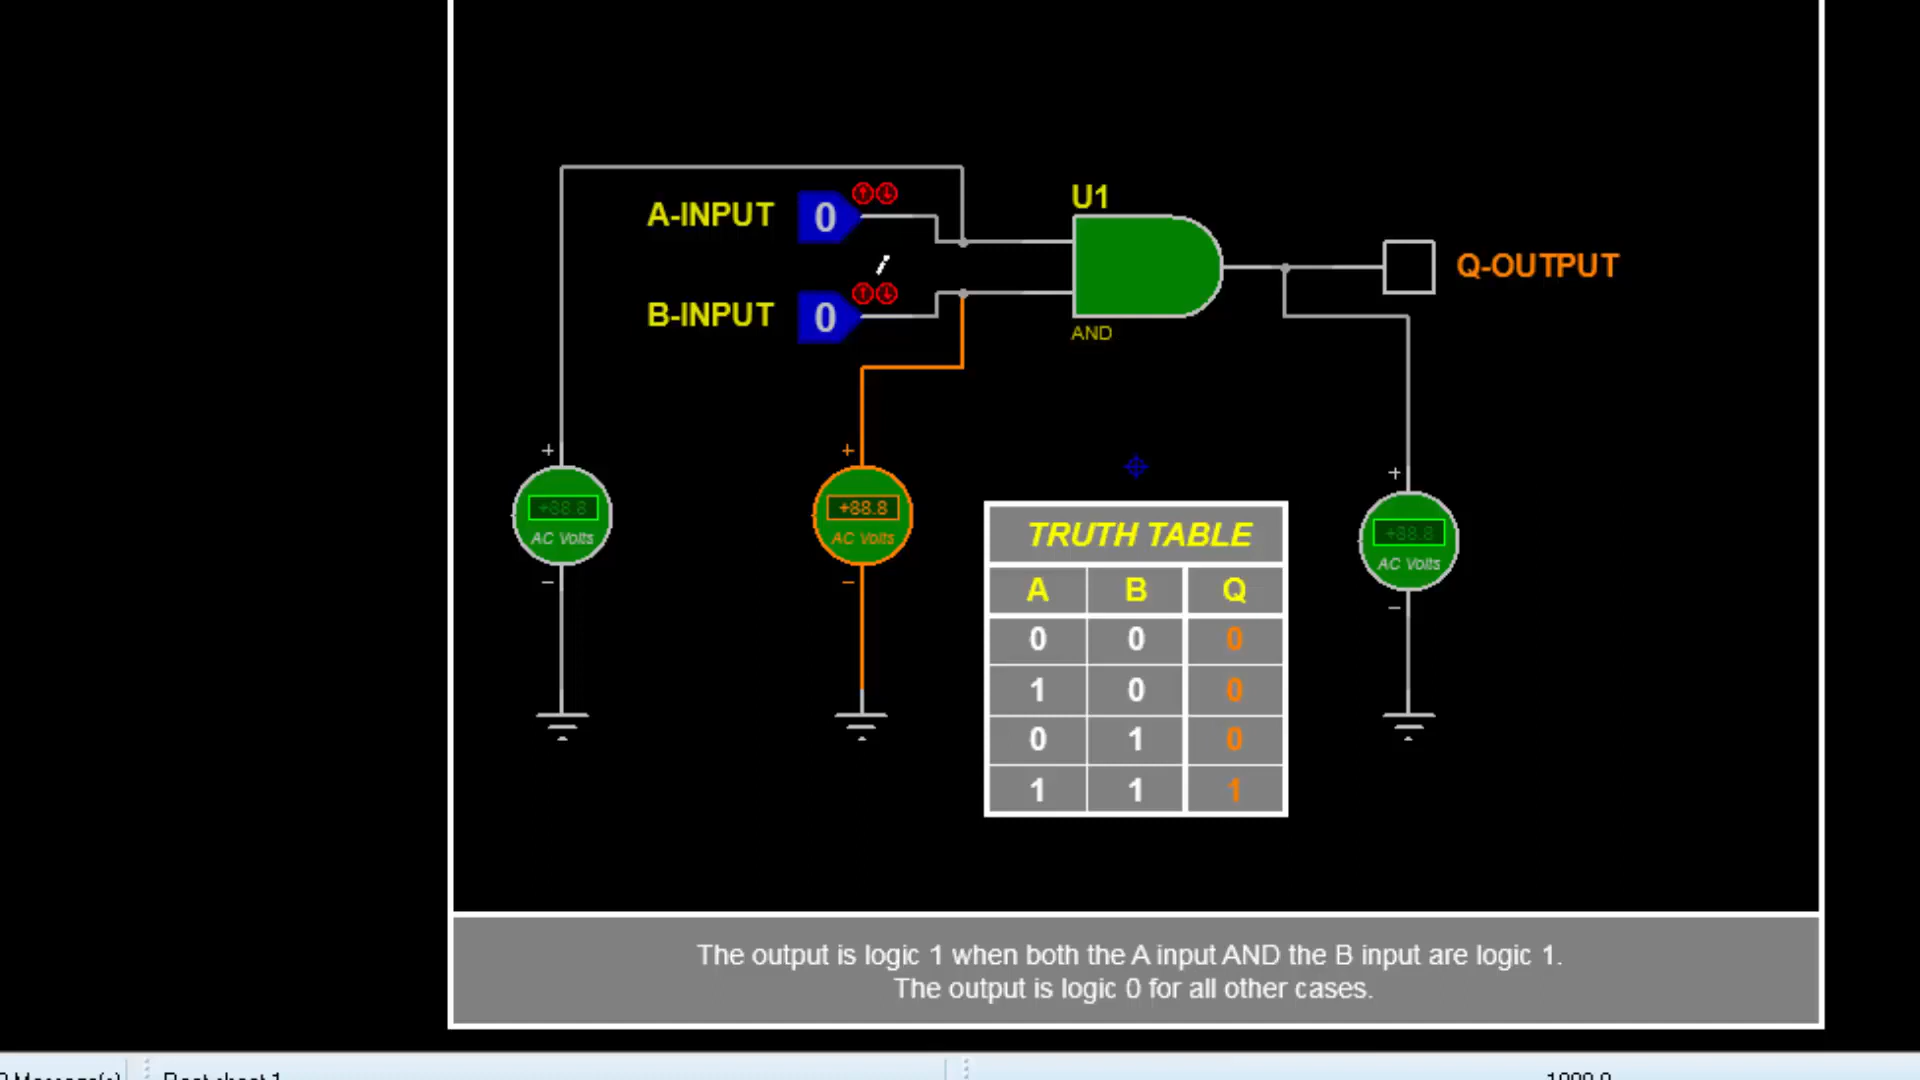 U1
A-INPUT
0
Q-OUTPUT
B-INPUT
0
AND
+
+
+
+88.8
AC Volts
+88.8
AC Volts
+88.8
AC Volts
TRUTH TABLE
A B Q
0 0 0
1 0 0
0 1 0
1 1 1
The output is logic 1 when both the A input AND the B input are logic 1.
The output is logic 0 for all other cases.